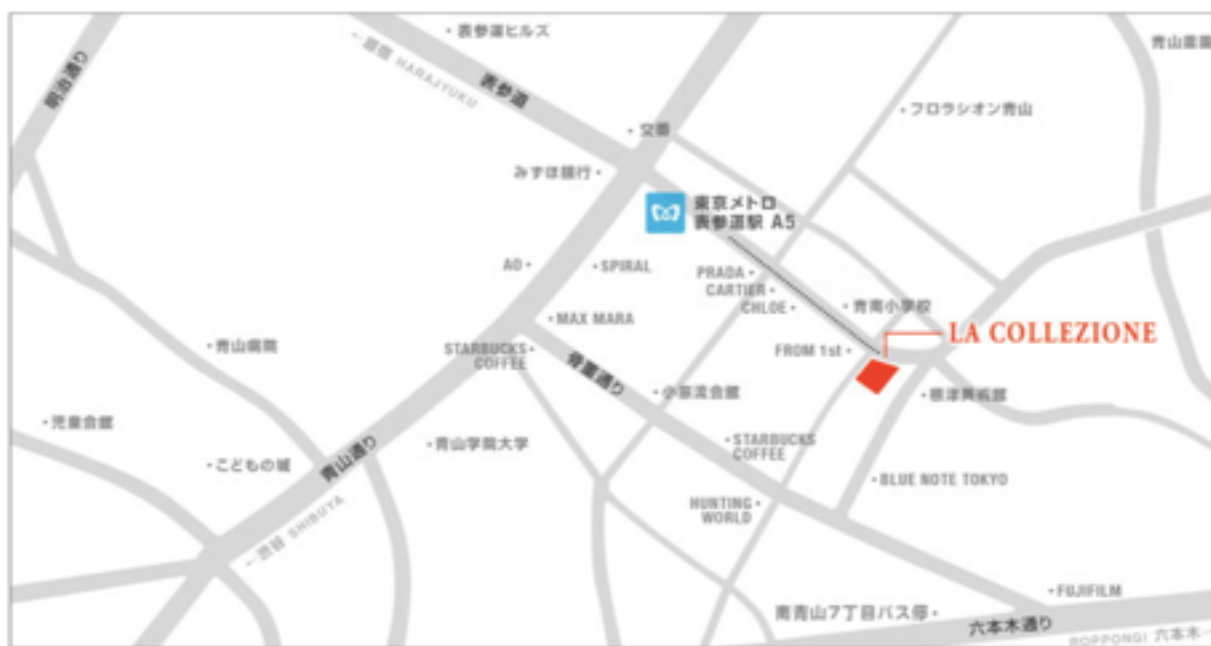 表参道ヒルズ
青山霊園
明治通り
←原宿 HARAJYUKU
表参道
フロラシオン青山
交番
みずほ銀行
東京メトロ
表参道駅 A5
AO
SPIRAL
PRADA
CARTIER
CHLOE
青南小学校
MAX MARA
LA COLLEZIONE
青山病院
STARBUCKS
COFFEE
FROM 1st
骨董通り
小原流会館
根津美術館
児童会館
こどもの城
青山通り
青山学院大学
STARBUCKS
COFFEE
BLUE NOTE TOKYO
←渋谷 SHIBUYA
HUNTING
WORLD
FUJIFILM
南青山7丁目バス停
六本木通り
ROPPONGI 六本木→